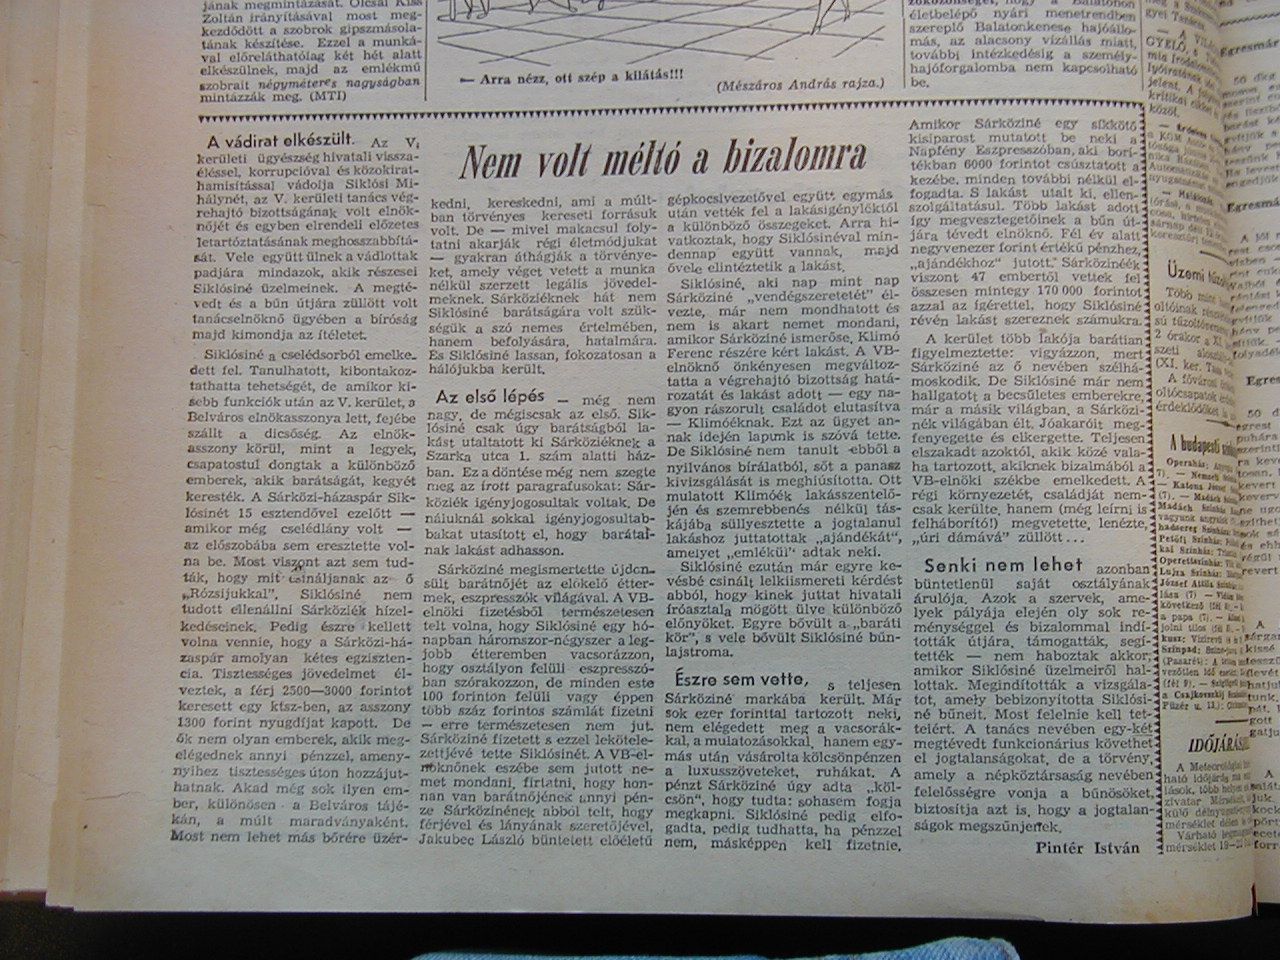 jának megmintázását. Olcsai Kiss
Zoltán irányításával most meg-
kezdődött a szobrok gipszmásola-
tának készítése. Ezzel a munká-
val előreláthatólag két hét alatt
elkészülnek, majd az emlékmű
szobrait négyméteres nagyságban
mintázzák meg. (MTI)
— Arra nézz, ott szép a kilátás!!!
(Mészáros András rajza.)
életbelépő nyári menetrendben
szereplő Balatonkenese hajóállo-
más, az alacsony vízállás miatt,
további intézkedésig a személy-
hajóforgalomba nem kapcsolható
be.
Nem volt méltó a bizalomra
A vádirat elkészült. Az V.
kerületi ügyészség hivatali vissza-
éléssel, korrupcióval és közokirat-
hamisítással vádolja Siklósi Mi-
hálynét, az V. kerületi tanács vég-
rehajtó bizottságának volt elnök-
nőjét és egyben elrendeli előzetes
letartóztatásának meghosszabbítá-
sát. Vele együtt ülnek a vádlottak
padjára mindazok, akik részesei
Siklósiné üzelmeinek. A megté-
vedt és a bűn útjára züllött volt
tanácselnöknő ügyében a bíróság
majd kimondja az ítéletet.
Siklósiné a cselédsorból emelke-
dett fel. Tanulhatott, kibontakoz-
tathatta tehetségét, de amikor ki-
sebb funkciók után az V. kerület, a
Belváros elnökasszonya lett, fejébe
szállt a dicsőség. Az elnök-
asszony körül, mint a legyek,
csapatostul dongtak a különböző
emberek, akik barátságát, kegyét
keresték. A Sárközi-házaspár Sik-
lósinét 15 esztendővel ezelőtt —
amikor még cselédlány volt —
az előszobába sem eresztette vol-
na be. Most viszont azt sem tud-
ták, hogy mit csináljanak az ő
„Rózsijukkal”, Siklósiné nem
tudott ellenállni Sárköziék hízel-
kedéseinek. Pedig észre kellett
volna vennie, hogy a Sárközi-há-
zaspár amolyan kétes egziszten-
cia. Tisztességes jövedelmet él-
veztek, a férj 2500—3000 forintot
keresett egy ktsz-ben, az asszony
1300 forint nyugdíjat kapott. De
ők nem olyan emberek, akik meg-
elégednek annyi pénzzel, ameny-
nyihez tisztességes úton hozzájut-
hatnak. Akad még sok ilyen em-
ber, különösen a Belváros tájé-
kán, a múlt maradványaként.
Most nem lehet más bőrére üzér-
kedni, kereskedni, ami a múlt-
ban törvényes kereseti forrásuk
volt. De — mivel makacsul foly-
tatni akarják régi életmódjukat
— gyakran áthágják a törvénye-
ket, amely véget vetett a munka
nélkül szerzett legális jövedel-
meknek. Sárköziéknek hát nem
Siklósiné barátságára volt szük-
ségük a szó nemes értelmében,
hanem befolyására, hatalmára.
És Siklósiné lassan, fokozatosan a
hálójukba került.
Az első lépés — még nem
nagy, de mégiscsak az első. Sik-
lósiné csak úgy barátságból la-
kást utaltatott ki Sárköziéknek a
Szarka utca 1. szám alatti ház-
ban. Ez a döntése még nem szegte
meg az írott paragrafusokat: Sár-
köziék igényjogosultak voltak. De
náluknál sokkal igényjogosultab-
bakat utasított el, hogy barátai-
nak lakást adhasson.
Sárköziné megismertette újdon-
sült barátnőjét az előkelő étter-
mek, eszpresszók világával. A VB-
elnöki fizetésből természetesen
telt volna, hogy Siklósiné egy hó-
napban háromszor-négyszer a leg-
jobb étteremben vacsorázzon,
hogy osztályon felüli eszpresszó-
ban szórakozzon, de minden este
100 forinton felüli vagy éppen
több száz forintos számlát fizetni
— erre természetesen nem jut.
Sárköziné fizetett s ezzel lekötele-
zettjévé tette Siklósinét. A VB-el-
nöknőnek eszébe sem jutott ne-
met mondani, firtatni, hogy hon-
nan van barátnőjének annyi pén-
ze Sárközinének abból telt, hogy
férjével és lányának szeretőjével,
Jakubec László büntetett előéletű
gépkocsivezetővel együtt egymás
után vették fel a lakásigénylőktől
a különböző összegeket. Arra hi-
vatkoztak, hogy Siklósinéval min-
dennap együtt vannak, majd
ővele elintéztetik a lakást.
Siklósiné, aki nap mint nap
Sárköziné „vendégszeretetét” él-
vezte, már nem mondhatott és
nem is akart nemet mondani,
amikor Sárköziné ismerőse, Klimó
Ferenc részére kért lakást. A VB-
elnöknő önkényesen megváltoz-
tatta a végrehajtó bizottság hatá-
rozatát és lakást adott — egy na-
gyon rászorult családot elutasítva
— Klimóéknak. Ezt az ügyet an-
nak idején lapunk is szóvá tette.
De Siklósiné nem tanult ebből a
nyilvános bírálatból, sőt a panasz
kivizsgálását is meghiúsította. Ott
mulatott Klimóék lakásszentelő-
jén és szemrebbenés nélkül tás-
kájába süllyesztette a jogtalanul
lakáshoz juttatottak „ajándékát”,
amelyet „emlékül” adtak neki.
Siklósiné ezután már egyre ke-
vésbé csinált lelkiismereti kérdést
abból, hogy kinek juttat hivatali
íróasztala mögött ülve különböző
előnyöket. Egyre bővült a „baráti
kör”, s vele bővült Siklósiné bűn-
lajstroma.
Észre sem vette, s teljesen
Sárköziné markába került. Már
sok ezer forinttal tartozott neki,
nem elégedett meg a vacsorák-
kal, a mulatozásokkal, hanem egy-
más után vásárolta kölcsönpénzen
a luxusszöveteket, ruhákat. A
pénzt Sárköziné úgy adta „köl-
csön”, hogy tudta: sohasem fogja
megkapni. Siklósiné pedig elfo-
gadta, pedig tudhatta, ha pénzzel
nem, másképpen kell fizetnie.
Amikor Sárköziné egy síkkötő
kisiparost mutatott be neki a
Napfény Eszpresszóban, aki borí-
tékban 6000 forintot csúsztatott a
kezébe, minden további nélkül el-
fogadta. S lakást utalt ki, ellen-
szolgáltatásul. Több lakást adott
így megvesztegetőinek a bűn út-
jára tévedt elnöknő. Fél év alatt
negyvenezer forint értékű pénzhez,
„ajándékhoz” jutott. Sárközinéék
viszont 47 embertől vettek fel
összesen mintegy 170 000 forintot
azzal az ígérettel, hogy Siklósiné
révén lakást szereznek számukra.
A kerület több lakója barátian
figyelmeztette: vigyázzon, mert
Sárköziné az ő nevében szélhá-
moskodik. De Siklósiné már nem
hallgatott a becsületes emberekre,
már a másik világban, a Sárközi-
nék világában élt. Jóakaróit meg-
fenyegette és elkergette. Teljesen
elszakadt azoktól, akik közé vala-
ha tartozott, akiknek bizalmából a
VB-elnöki székbe emelkedett. A
régi környezetét, családját nem-
csak kerülte, hanem (még leírni is
felháborító!) megvetette, lenézte,
„úri dámává” züllött...
Senki nem lehet azonban
büntetlenül saját osztályának
árulója. Azok a szervek, ame-
lyek pályája elején oly sok re-
ménységgel és bizalommal indí-
tották útjára, támogatták, segí-
tették — nem haboztak akkor,
amikor Siklósiné üzelmeiről hal-
lottak. Megindították a vizsgála-
tot, amely bebizonyította Siklósi-
né bűneit. Most felelnie kell tet-
teiért. A tanács nevében egy-két
megtévedt funkcionárius követhet
el jogtalanságokat, de a törvény,
amely a népköztársaság nevében
felelősségre vonja a bűnösöket,
biztosítja azt is, hogy a jogtalan-
ságok megszűnjenek.
Pintér István
Üzemi
A budapesti
IDŐJÁRÁS